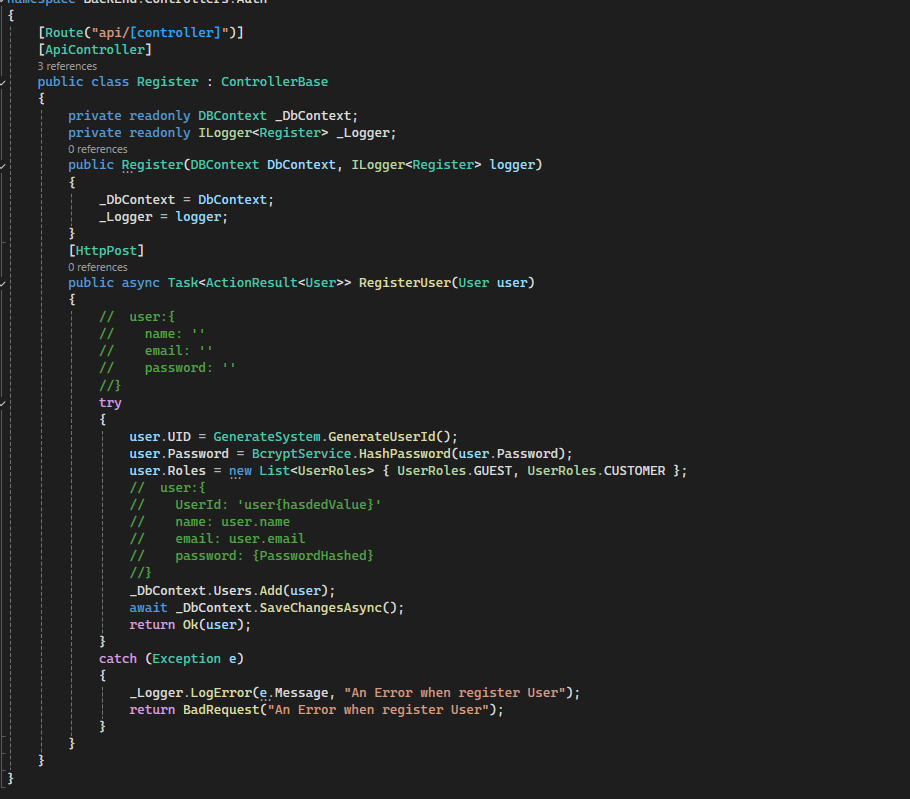 namespace BackEnd.Controllers.Auth
{
[Route("api/[controller]")]
[ApiController]
3 references
public class Register : ControllerBase
{
private readonly DBContext _DbContext;
private readonly ILogger<Register> _Logger;
0 references
public Register(DBContext DbContext, ILogger<Register> logger)
{
_DbContext = DbContext;
_Logger = logger;
}
[HttpPost]
0 references
public async Task<ActionResult<User>> RegisterUser(User user)
{
//  user:{
//    name: ''
//    email: ''
//    password: ''
//}
try
{
user.UID = GenerateSystem.GenerateUserId();
user.Password = BcryptService.HashPassword(user.Password);
user.Roles = new List<UserRoles> { UserRoles.GUEST, UserRoles.CUSTOMER };
//  user:{
//    UserId: 'user{hasdedValue}'
//    name: user.name
//    email: user.email
//    password: {PasswordHashed}
//}
_DbContext.Users.Add(user);
await _DbContext.SaveChangesAsync();
return Ok(user);
}
catch (Exception e)
{
_Logger.LogError(e.Message, "An Error when register User");
return BadRequest("An Error when register User");
}
}
}
}